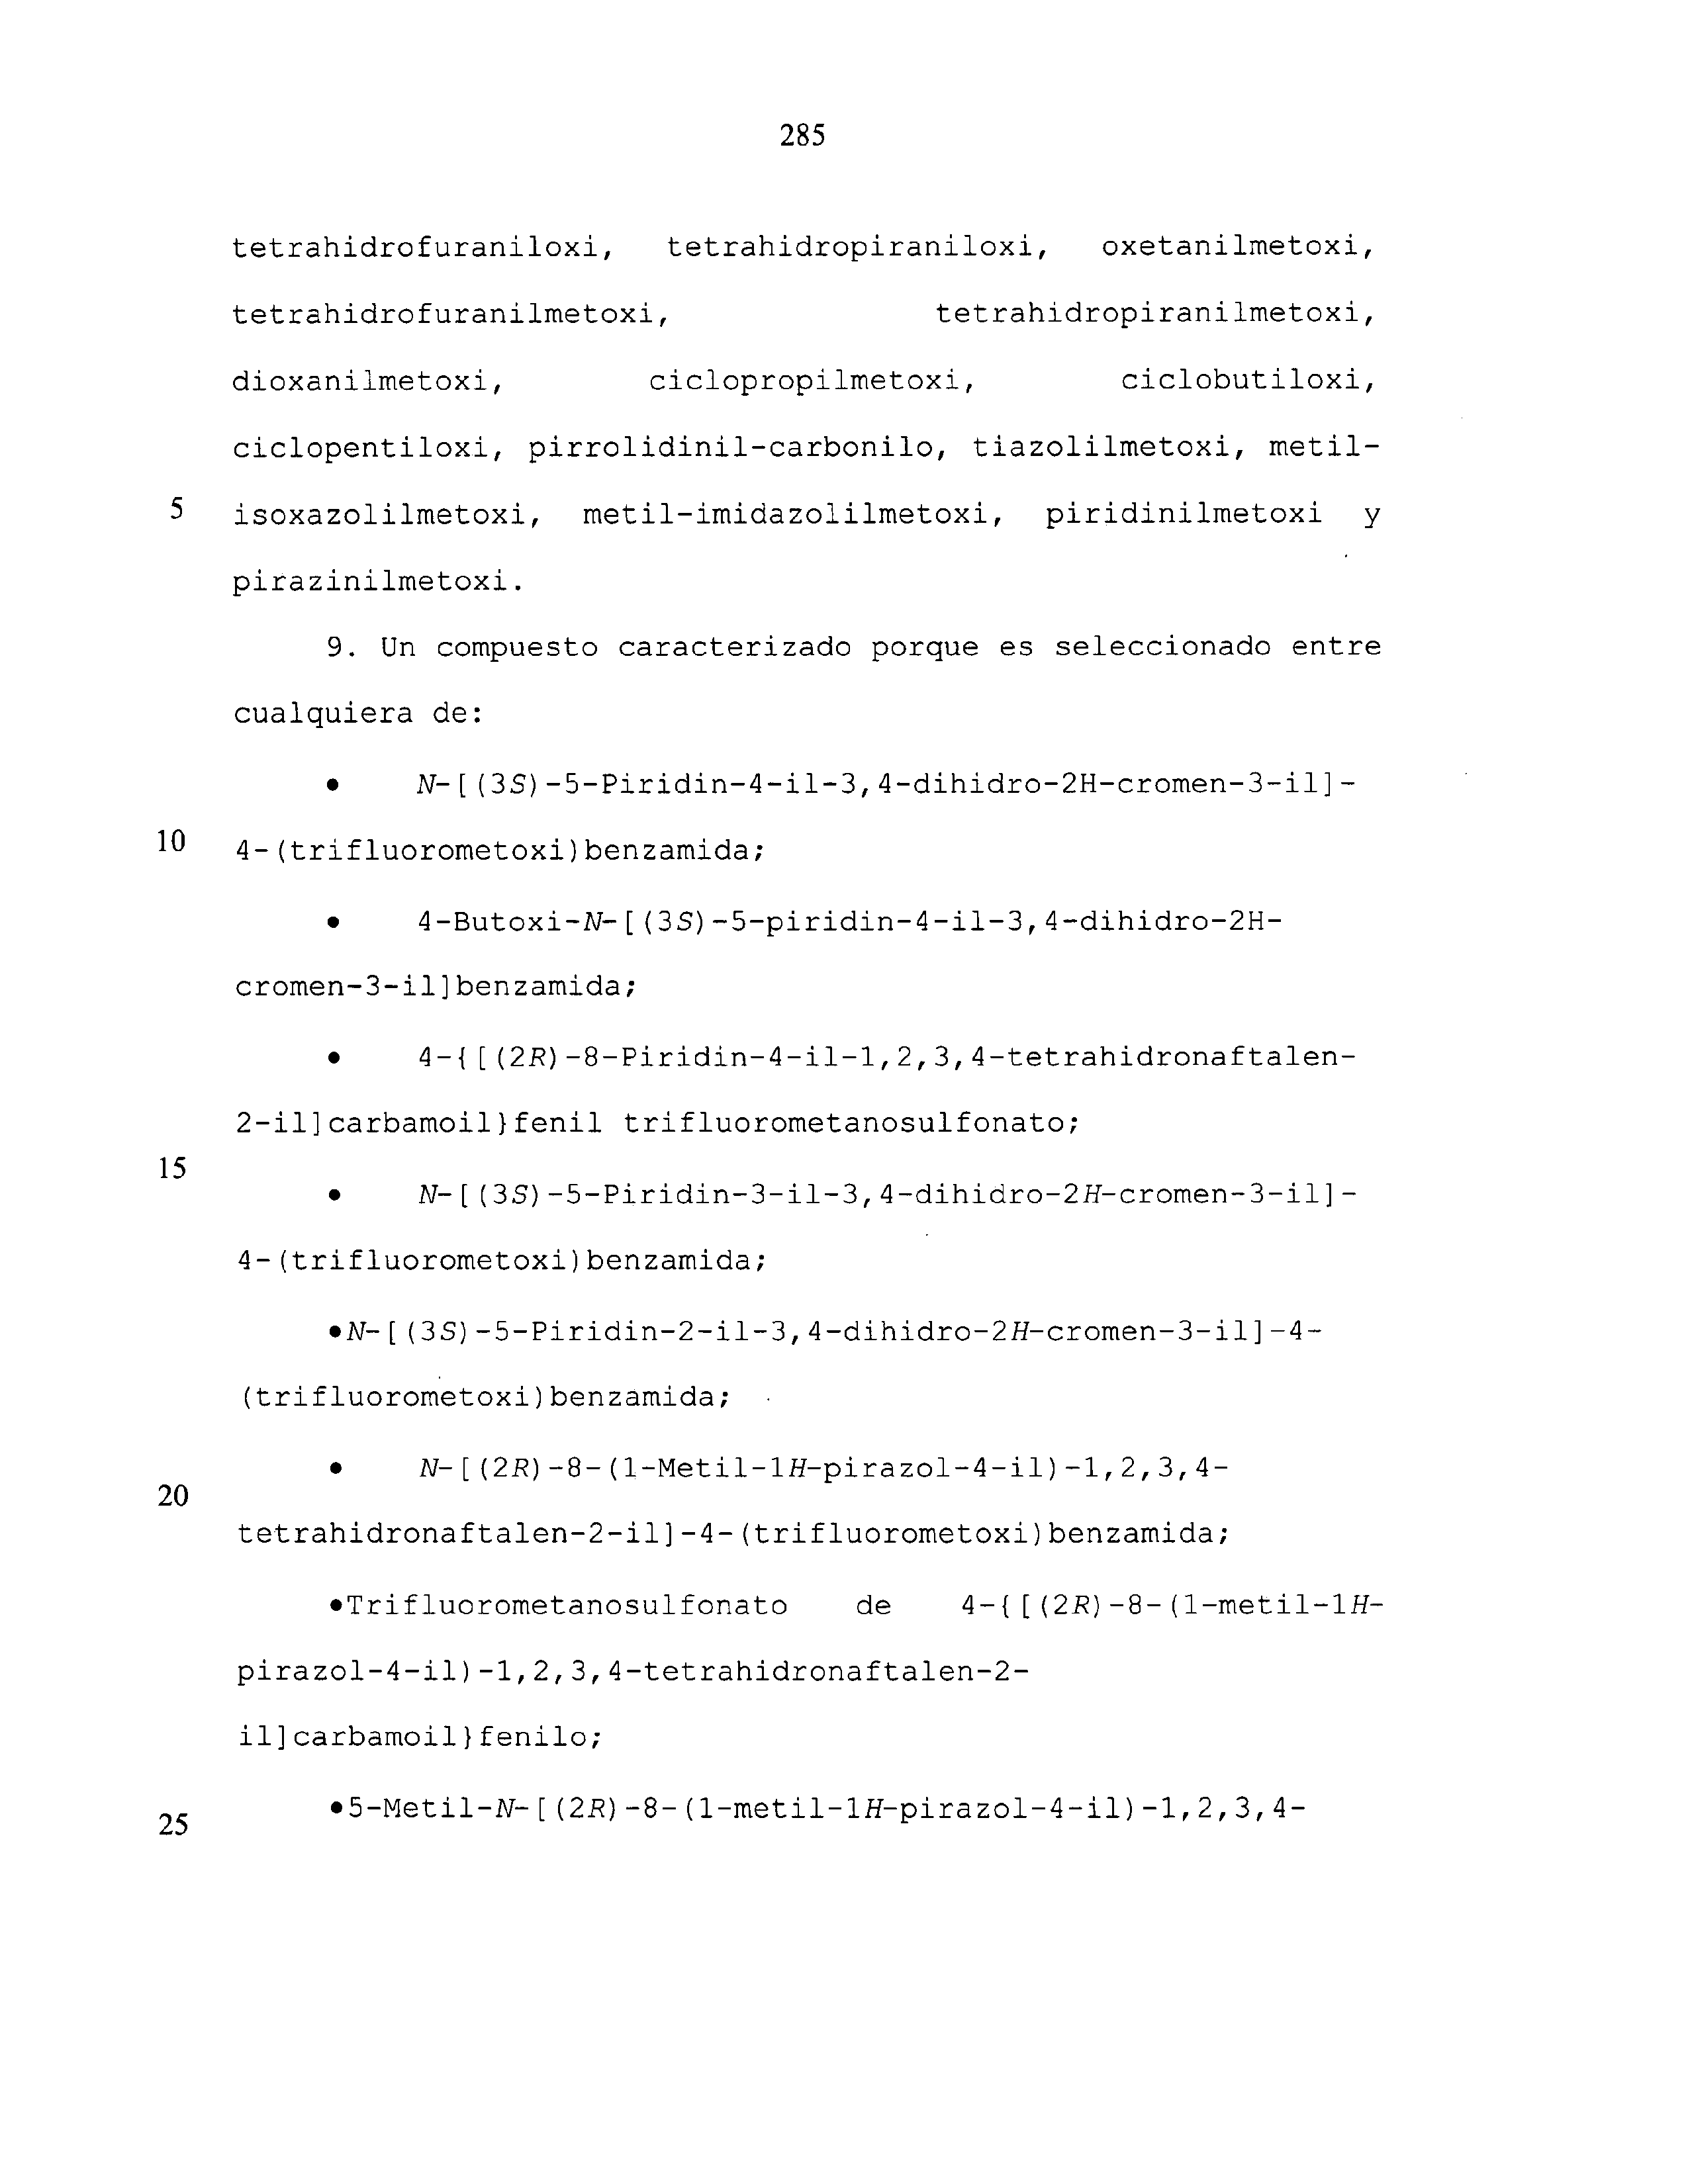 285
tetrahidrofuraniloxi, tetrahidropiraniloxi, oxetanilmetoxi,
tetrahidrofuranilmetoxi, tetrahidropiranilmetoxi,
dioxanilmetoxi, ciclopropilmetoxi, ciclobutiloxi,
ciclopentiloxi, pirrolidinil-carbonilo, tiazolilmetoxi, metil-
5 isoxazolilmetoxi, metil-imidazolilmetoxi, piridinilmetoxi y
pirazinilmetoxi.
9. Un compuesto caracterizado porque es seleccionado entre
cualquiera de:
• N-[(3S)-5-Piridin-4-il-3,4-dihidro-2H-cromen-3-il]-
10 4-(trifluorometoxi)benzamida;
• 4-Butoxi-N-[(3S)-5-piridin-4-il-3,4-dihidro-2H-
cromen-3-il]benzamida;
• 4-{[(2R)-8-Piridin-4-il-1,2,3,4-tetrahidronaftalen-
2-il]carbamoil}fenil trifluorometanosulfonato;
15
• N-[(3S)-5-Piridin-3-il-3,4-dihidro-2H-cromen-3-il]-
4-(trifluorometoxi)benzamida;
•N-[(3S)-5-Piridin-2-il-3,4-dihidro-2H-cromen-3-il]-4-
(trifluorometoxi)benzamida;
• N-[(2R)-8-(1-Metil-1H-pirazol-4-il)-1,2,3,4-
20
tetrahidronaftalen-2-il]-4-(trifluorometoxi)benzamida;
•Trifluorometanosulfonato de 4-{[(2R)-8-(1-metil-1H-
pirazol-4-il)-1,2,3,4-tetrahidronaftalen-2-
il]carbamoil}fenilo;
25 •5-Metil-N-[(2R)-8-(1-metil-1H-pirazol-4-il)-1,2,3,4-